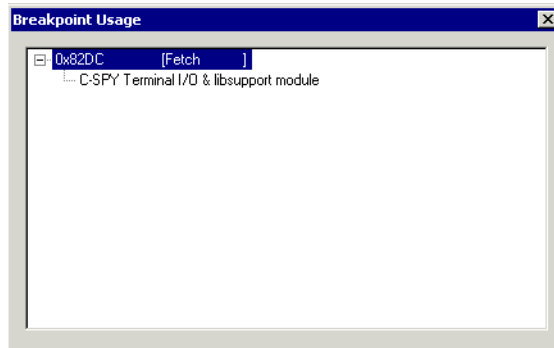 Breakpoint Usage
0x82DC [Fetch ]
C-SPY Terminal I/O & libsupport module